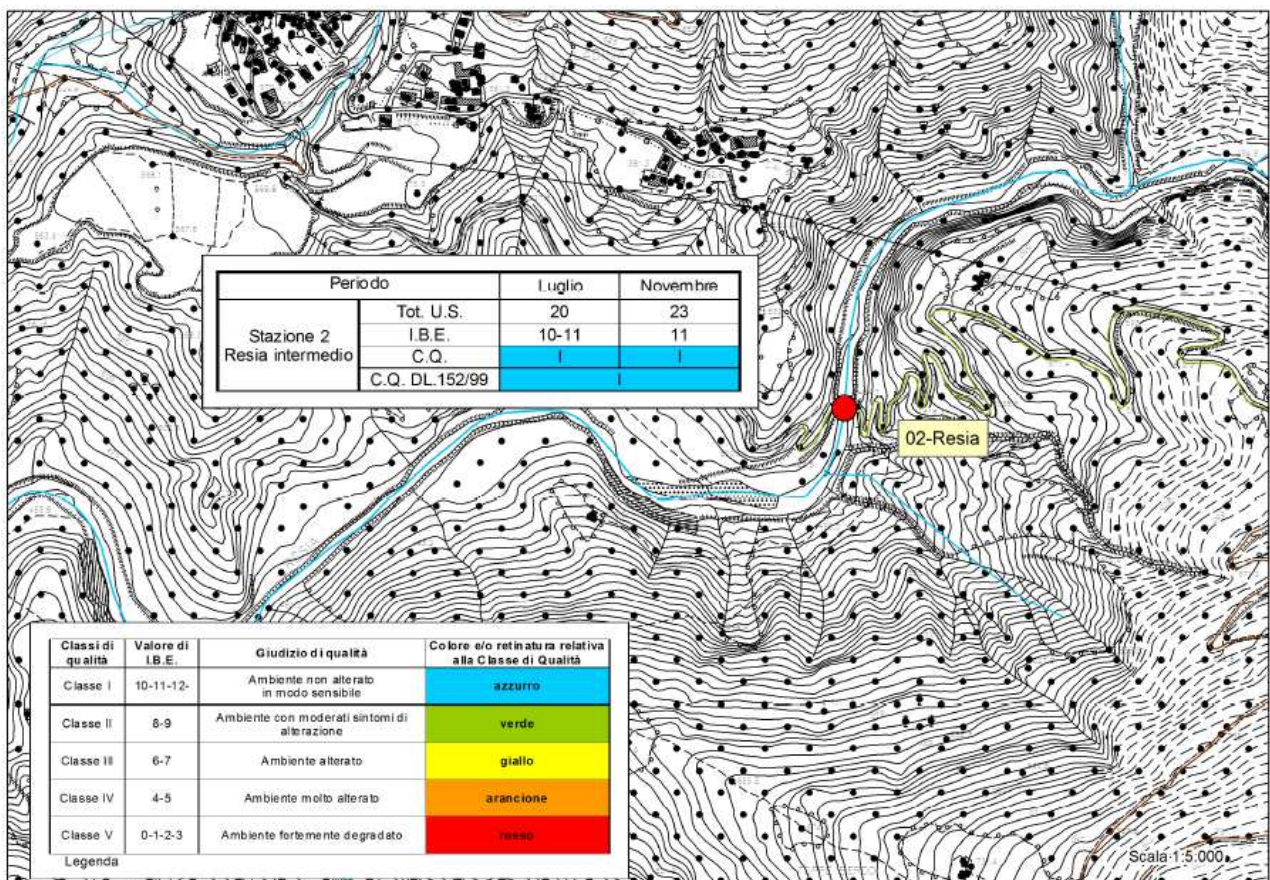 Periodo Luglio Novembre
Stazione 2 Resia intermedio
Tot. U.S. 20 23
I.B.E. 10-11 11
C.Q. I I
C.Q. DL.152/99 I
02-Resia
Classi di qualità Valore di I.B.E. Giudizio di qualità Colore e/o retinatura relativa alla Classe di Qualità
Classe I 10-11-12- Ambiente non alterato in modo sensibile azzurro
Classe II 8-9 Ambiente con moderati sintomi di alterazione verde
Classe III 6-7 Ambiente alterato giallo
Classe IV 4-5 Ambiente molto alterato arancione
Classe V 0-1-2-3 Ambiente fortemente degradato rosso
Legenda
Scala 1:5.000